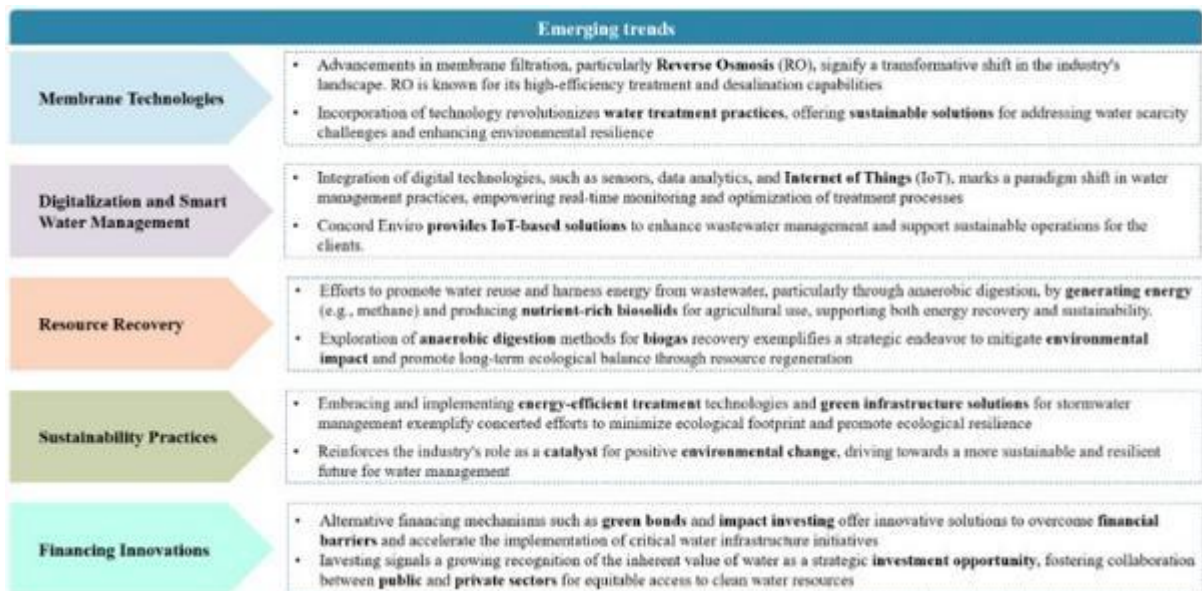 Emerging trends
Membrane Technologies
• Advancements in membrane filtration, particularly Reverse Osmosis (RO), signify a transformative shift in the industry's
landscape. RO is known for its high-efficiency treatment and desalination capabilities
• Incorporation of technology revolutionizes water treatment practices, offering sustainable solutions for addressing water scarcity
challenges and enhancing environmental resilience
Digitalization and Smart
Water Management
• Integration of digital technologies, such as sensors, data analytics, and Internet of Things (IoT), marks a paradigm shift in water
management practices, empowering real-time monitoring and optimization of treatment processes
• Concord Enviro provides IoT-based solutions to enhance wastewater management and support sustainable operations for the
clients.
Resource Recovery
• Efforts to promote water reuse and harness energy from wastewater, particularly through anaerobic digestion, by generating energy
(e.g., methane) and producing nutrient-rich biosolids for agricultural use, supporting both energy recovery and sustainability.
• Exploration of anaerobic digestion methods for biogas recovery exemplifies a strategic endeavor to mitigate environmental
impact and promote long-term ecological balance through resource regeneration
Sustainability Practices
• Embracing and implementing energy-efficient treatment technologies and green infrastructure solutions for stormwater
management exemplify concerted efforts to minimize ecological footprint and promote ecological resilience
• Reinforces the industry's role as a catalyst for positive environmental change, driving towards a more sustainable and resilient
future for water management
Financing Innovations
• Alternative financing mechanisms such as green bonds and impact investing offer innovative solutions to overcome financial
barriers and accelerate the implementation of critical water infrastructure initiatives
• Investing signals a growing recognition of the inherent value of water as a strategic investment opportunity, fostering collaboration
between public and private sectors for equitable access to clean water resources